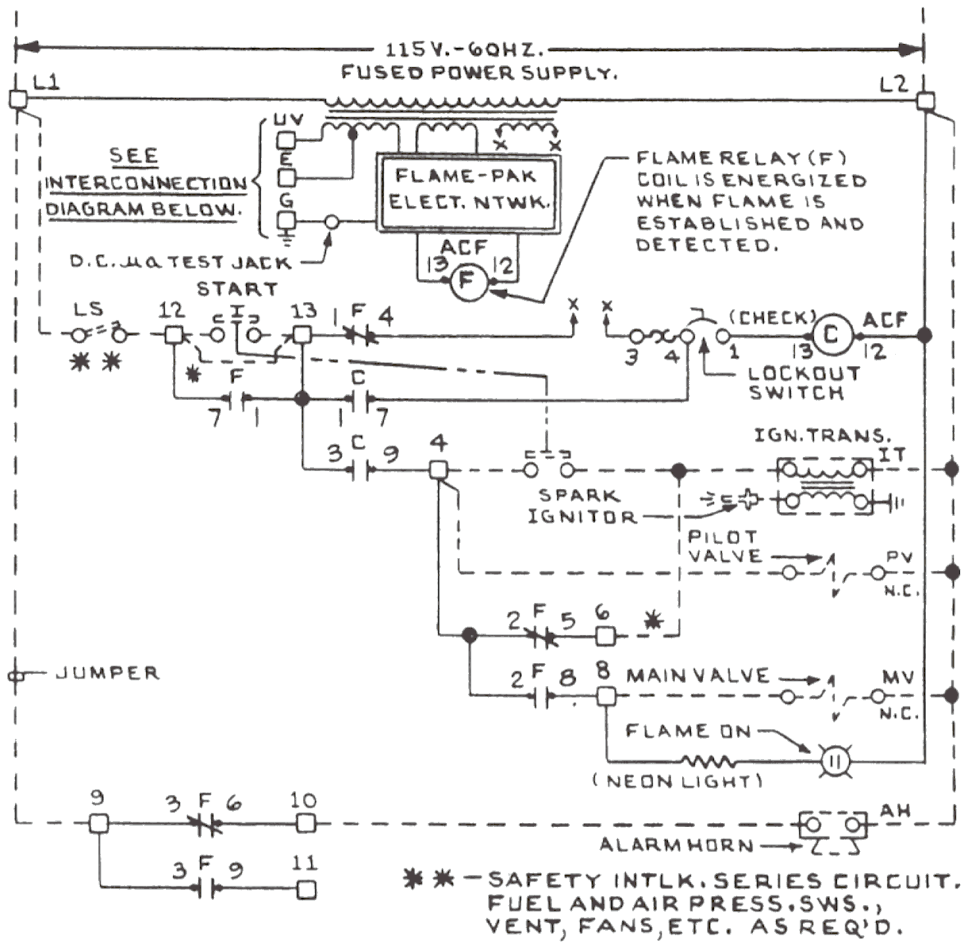 115V.-60HZ.
FUSED POWER SUPPLY.
L1
L2
UV
E
G
SEE
INTERCONNECTION
DIAGRAM BELOW.
X X
FLAME-PAK
ELECT. NTWK.
FLAME RELAY (F)
COIL IS ENERGIZED
WHEN FLAME IS
ESTABLISHED AND
DETECTED.
D.C. μa TEST JACK
ACF
13 F 12
START
LS
* *
12 I 13
1 F 4
X X
3 4 1
(CHECK)
13 C 12
ACF
LOCKOUT
SWITCH
*
7 F 1
1 C 7
3 C 9
4
SPARK
IGNITOR
IGN. TRANS.
IT
PILOT
VALVE
PV
N.C.
2 F 5 6
*
JUMPER
2 F 8 8
MAIN VALVE
MV
N.C.
FLAME ON
(NEON LIGHT)
9 3 F 6 10
AH
ALARM HORN
3 F 9 11
* * - SAFETY INTLK. SERIES CIRCUIT.
FUEL AND AIR PRESS. SWS.,
VENT, FANS, ETC. AS REQ'D.